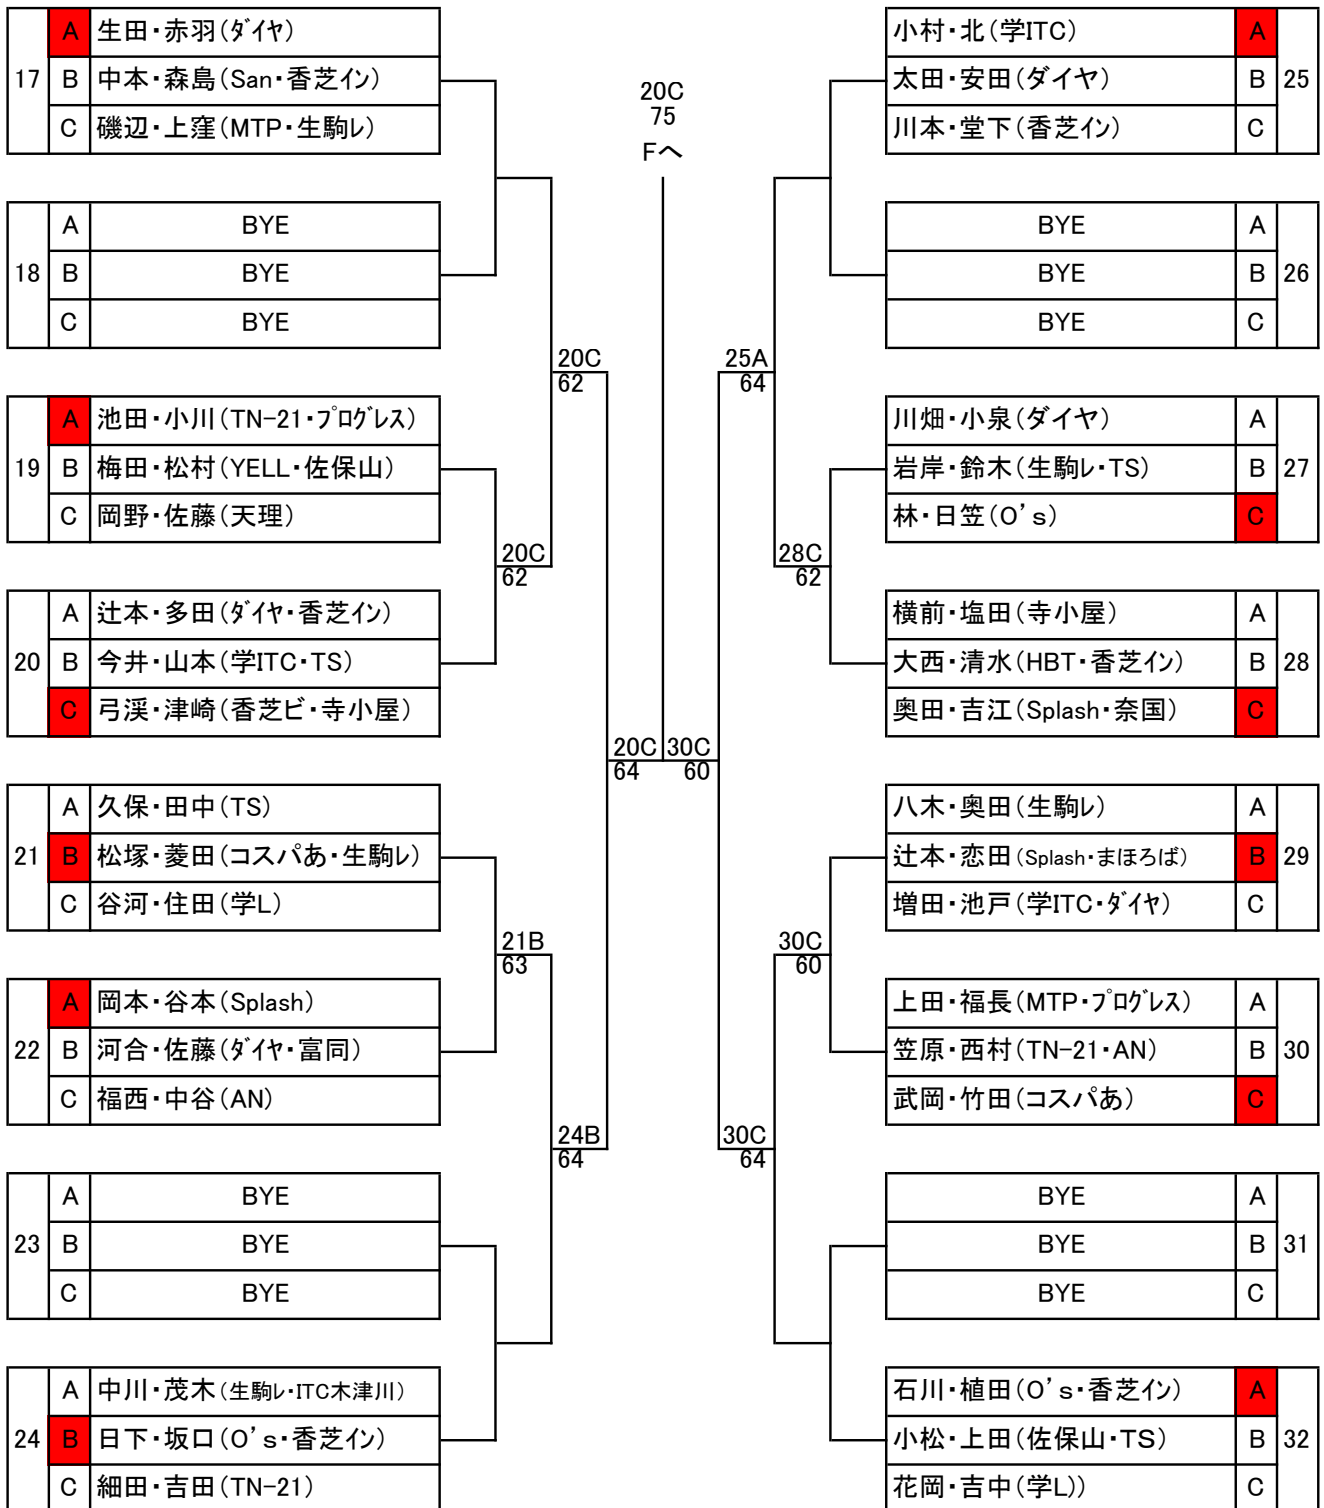 17
A 生田・赤羽(ダイヤ)
B 中本・森島(San・香芝イン)
C 磯辺・上窪(MTP・生駒レ)
18
A BYE
B BYE
C BYE
19
A 池田・小川(TN-21・プログレス)
B 梅田・松村(YELL・佐保山)
C 岡野・佐藤(天理)
20
A 辻本・多田(ダイヤ・香芝イン)
B 今井・山本(学ITC・TS)
C 弓渓・津崎(香芝ビ・寺小屋)
21
A 久保・田中(TS)
B 松塚・菱田(コスパあ・生駒レ)
C 谷河・住田(学L)
22
A 岡本・谷本(Splash)
B 河合・佐藤(ダイヤ・富同)
C 福西・中谷(AN)
23
A BYE
B BYE
C BYE
24
A 中川・茂木(生駒レ・ITC木津川)
B 日下・坂口(O’s・香芝イン)
C 細田・吉田(TN-21)
20C
62
20C
62
21B
63
24B
64
20C
64
20C
75
Fへ
30C
60
25A
64
28C
62
30C
60
30C
64
小村・北(学ITC) A
太田・安田(ダイヤ) B
川本・堂下(香芝イン) C
25
BYE A
BYE B
BYE C
26
川畑・小泉(ダイヤ) A
岩岸・鈴木(生駒レ・TS) B
林・日笠(O’s) C
27
横前・塩田(寺小屋) A
大西・清水(HBT・香芝イン) B
奥田・吉江(Splash・奈国) C
28
八木・奥田(生駒レ) A
辻本・恋田(Splash・まほろば) B
増田・池戸(学ITC・ダイヤ) C
29
上田・福長(MTP・プログレス) A
笠原・西村(TN-21・AN) B
武岡・竹田(コスパあ) C
30
BYE A
BYE B
BYE C
31
石川・植田(O’s・香芝イン) A
小松・上田(佐保山・TS) B
花岡・吉中(学L)) C
32